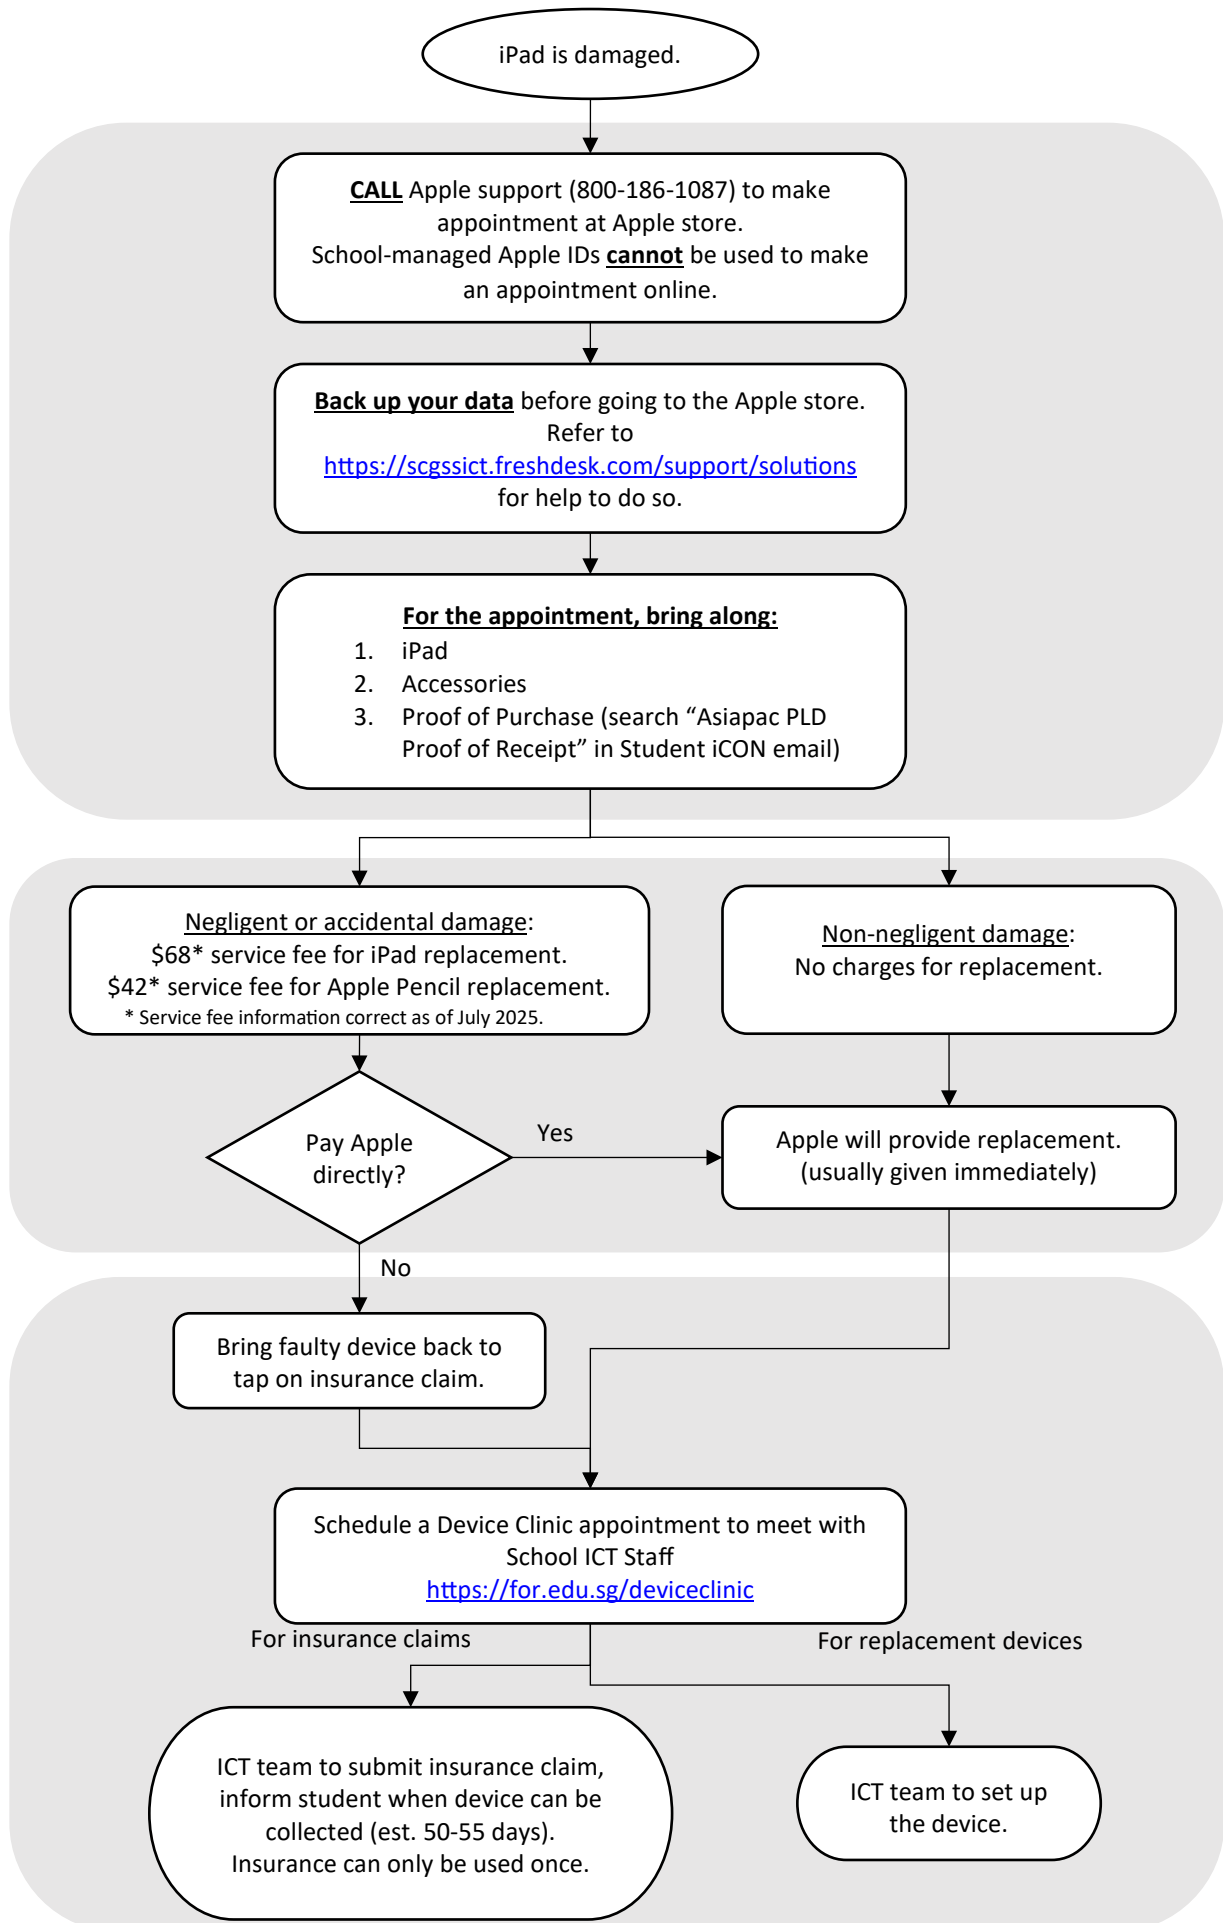 iPad is damaged.
CALL Apple support (800-186-1087) to make
appointment at Apple store.
School-managed Apple IDs cannot be used to make
an appointment online.
Back up your data before going to the Apple store.
Refer to
https://scgssict.freshdesk.com/support/solutions
for help to do so.
For the appointment, bring along:
1. iPad
2. Accessories
3. Proof of Purchase (search “Asiapac PLD
Proof of Receipt” in Student iCON email)
Negligent or accidental damage:
$68* service fee for iPad replacement.
$42* service fee for Apple Pencil replacement.
* Service fee information correct as of July 2025.
Non-negligent damage:
No charges for replacement.
Pay Apple
directly?
Yes
Apple will provide replacement.
(usually given immediately)
No
Bring faulty device back to
tap on insurance claim.
Schedule a Device Clinic appointment to meet with
School ICT Staff
https://for.edu.sg/deviceclinic
For insurance claims
For replacement devices
ICT team to submit insurance claim,
inform student when device can be
collected (est. 50-55 days).
Insurance can only be used once.
ICT team to set up
the device.